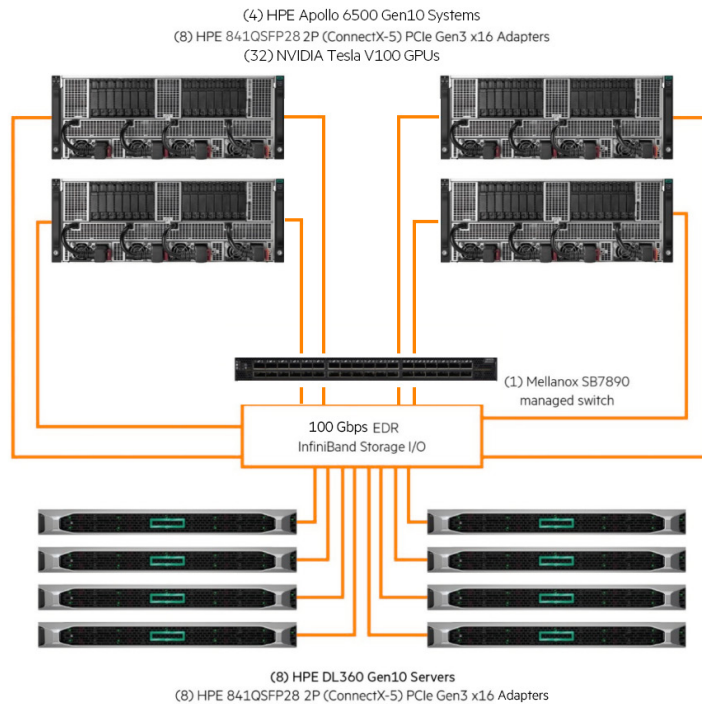 (4) HPE Apollo 6500 Gen10 Systems
(8) HPE 841QSFP28 2P (ConnectX-5) PCIe Gen3 x16 Adapters
(32) NVIDIA Tesla V100 GPUs
(1) Mellanox SB7890
managed switch
100 Gbps EDR
InfiniBand Storage I/O
(8) HPE DL360 Gen10 Servers
(8) HPE 841QSFP28 2P (ConnectX-5) PCIe Gen3 x16 Adapters